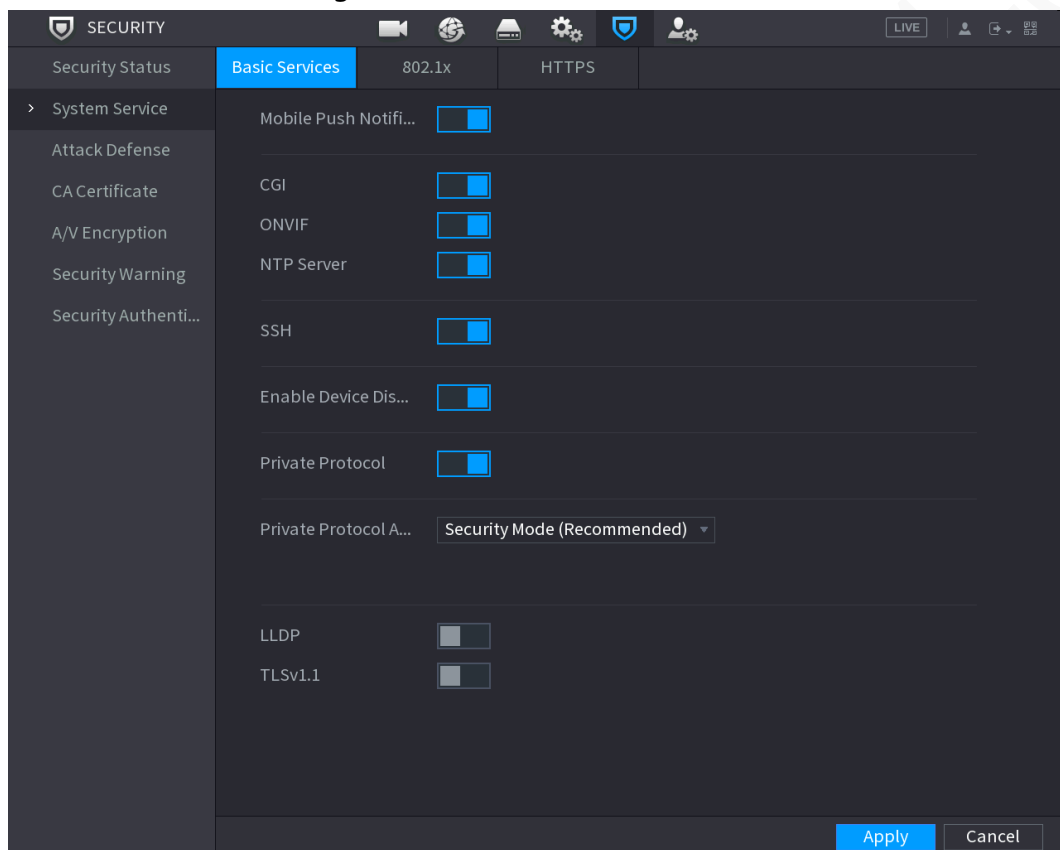 SECURITY
LIVE
Security Status
Basic Services
802.1x
HTTPS
System Service
Mobile Push Notifi...
Attack Defense
CA Certificate
CGI
A/V Encryption
ONVIF
Security Warning
NTP Server
Security Authenti...
SSH
Enable Device Dis...
Private Protocol
Private Protocol A...
Security Mode (Recommended)
LLDP
TLSv1.1
Apply
Cancel